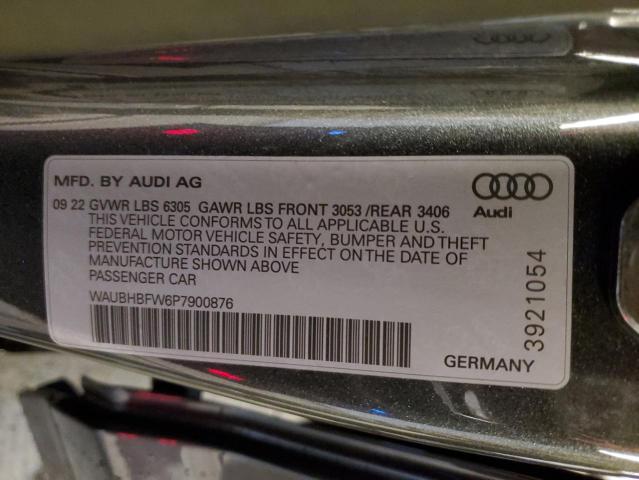 MFD. BY AUDI AG
09 22 GVWR LBS 6305 GAWR LBS FRONT 3053 /REAR 3406
THIS VEHICLE CONFORMS TO ALL APPLICABLE U.S.
FEDERAL MOTOR VEHICLE SAFETY, BUMPER AND THEFT
PREVENTION STANDARDS IN EFFECT ON THE DATE OF
MANUFACTURE SHOWN ABOVE
PASSENGER CAR
WAUBHBFW6P7900876
Audi
3921054
GERMANY